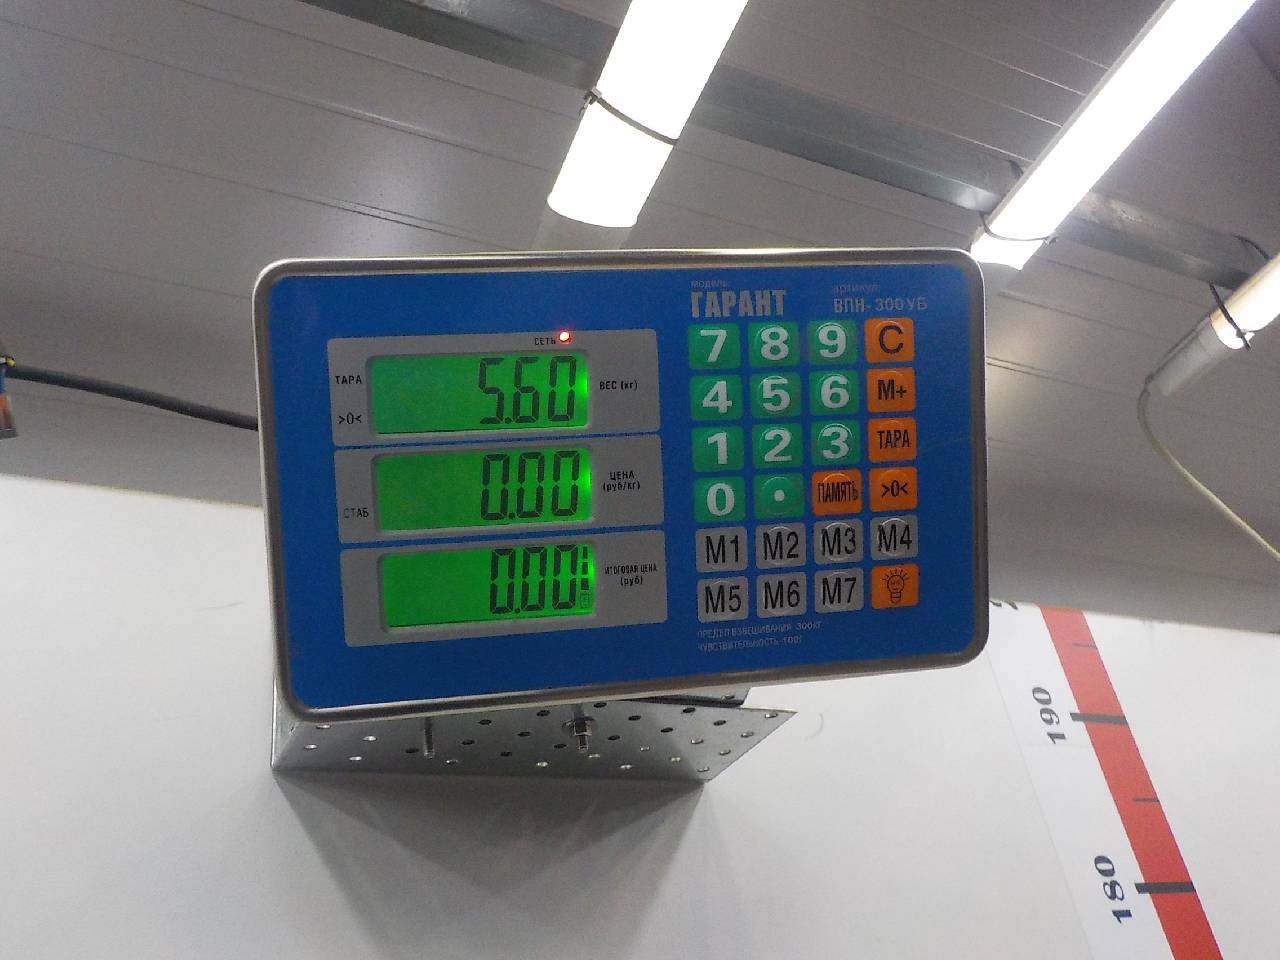 модель: артикул:
ГАРАНТ ВПН-300УБ
СЕТЬ
ТАРА 5.60 ВЕС (кг)
>0<
0.00 ЦЕНА (руб/кг)
СТАБ
0.00 ИТОГОВАЯ ЦЕНА (руб)
7 8 9 C
4 5 6 M+
1 2 3 ТАРА
0 . ПАМЯТЬ >0<
M1 M2 M3 M4
M5 M6 M7
ПРЕДЕЛ ВЗВЕШИВАНИЯ 300КГ
ЧУВСТВИТЕЛЬНОСТЬ 100Г
190
180